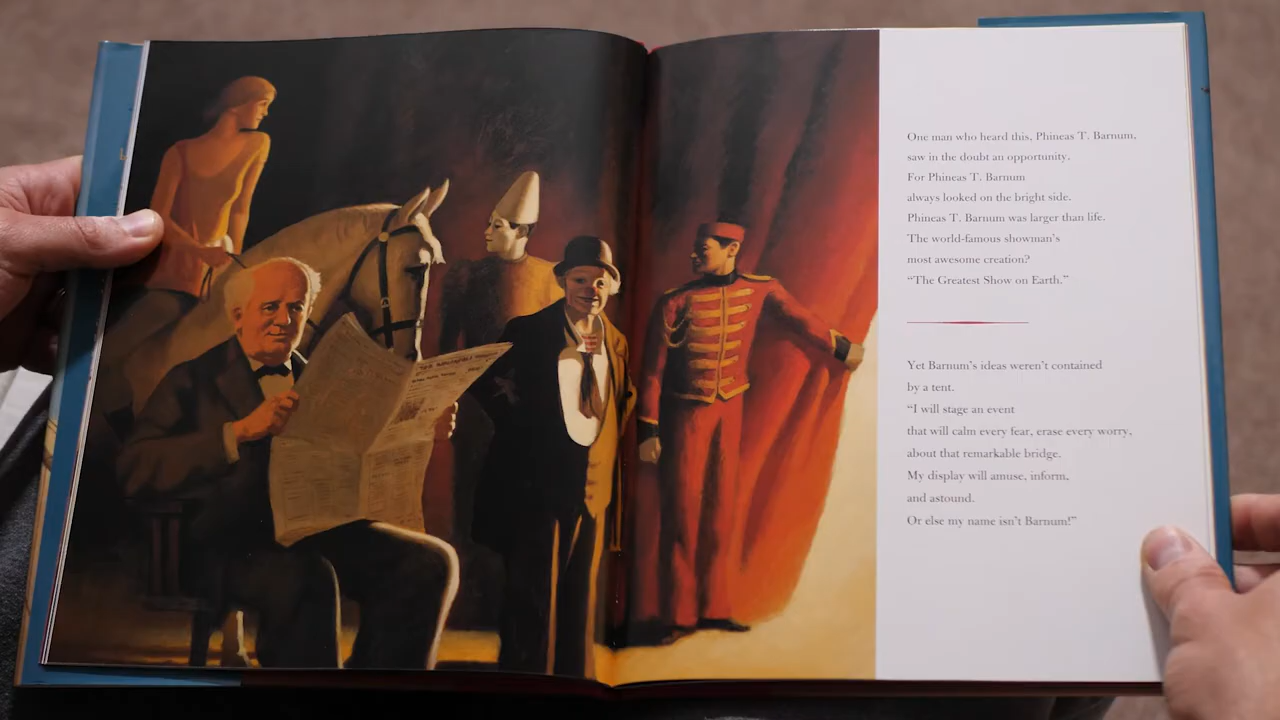 One man who heard this, Phineas T. Barnum,
saw in the doubt an opportunity.
For Phineas T. Barnum
always looked on the bright side.
Phineas T. Barnum was larger than life.
The world-famous showman's
most awesome creation?
“The Greatest Show on Earth.”
Yet Barnum's ideas weren't contained
by a tent.
“I will stage an event
that will calm every fear, erase every worry,
about that remarkable bridge.
My display will amuse, inform,
and astound.
Or else my name isn't Barnum!”